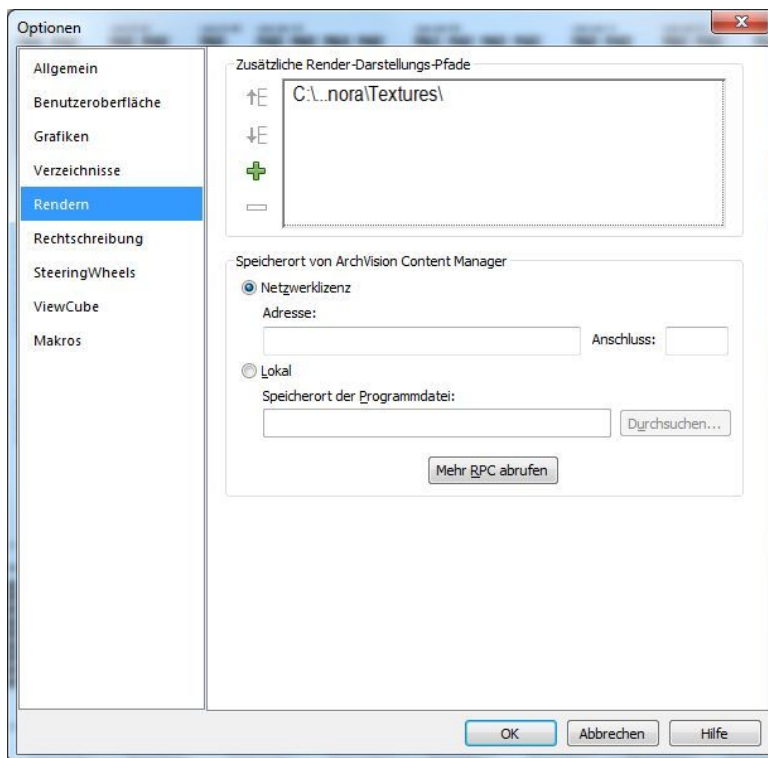 Optionen
Allgemein
Benutzeroberfläche
Grafiken
Verzeichnisse
Rendern
Rechtschreibung
SteeringWheels
ViewCube
Makros
Zusätzliche Render-Darstellungs-Pfade
C:\..nora\Textures\
Speicherort von ArchVision Content Manager
Netzwerklizenz
Adresse:
Anschluss:
Lokal
Speicherort der Programmdatei:
Durchsuchen...
Mehr RPC abrufen
OK
Abbrechen
Hilfe